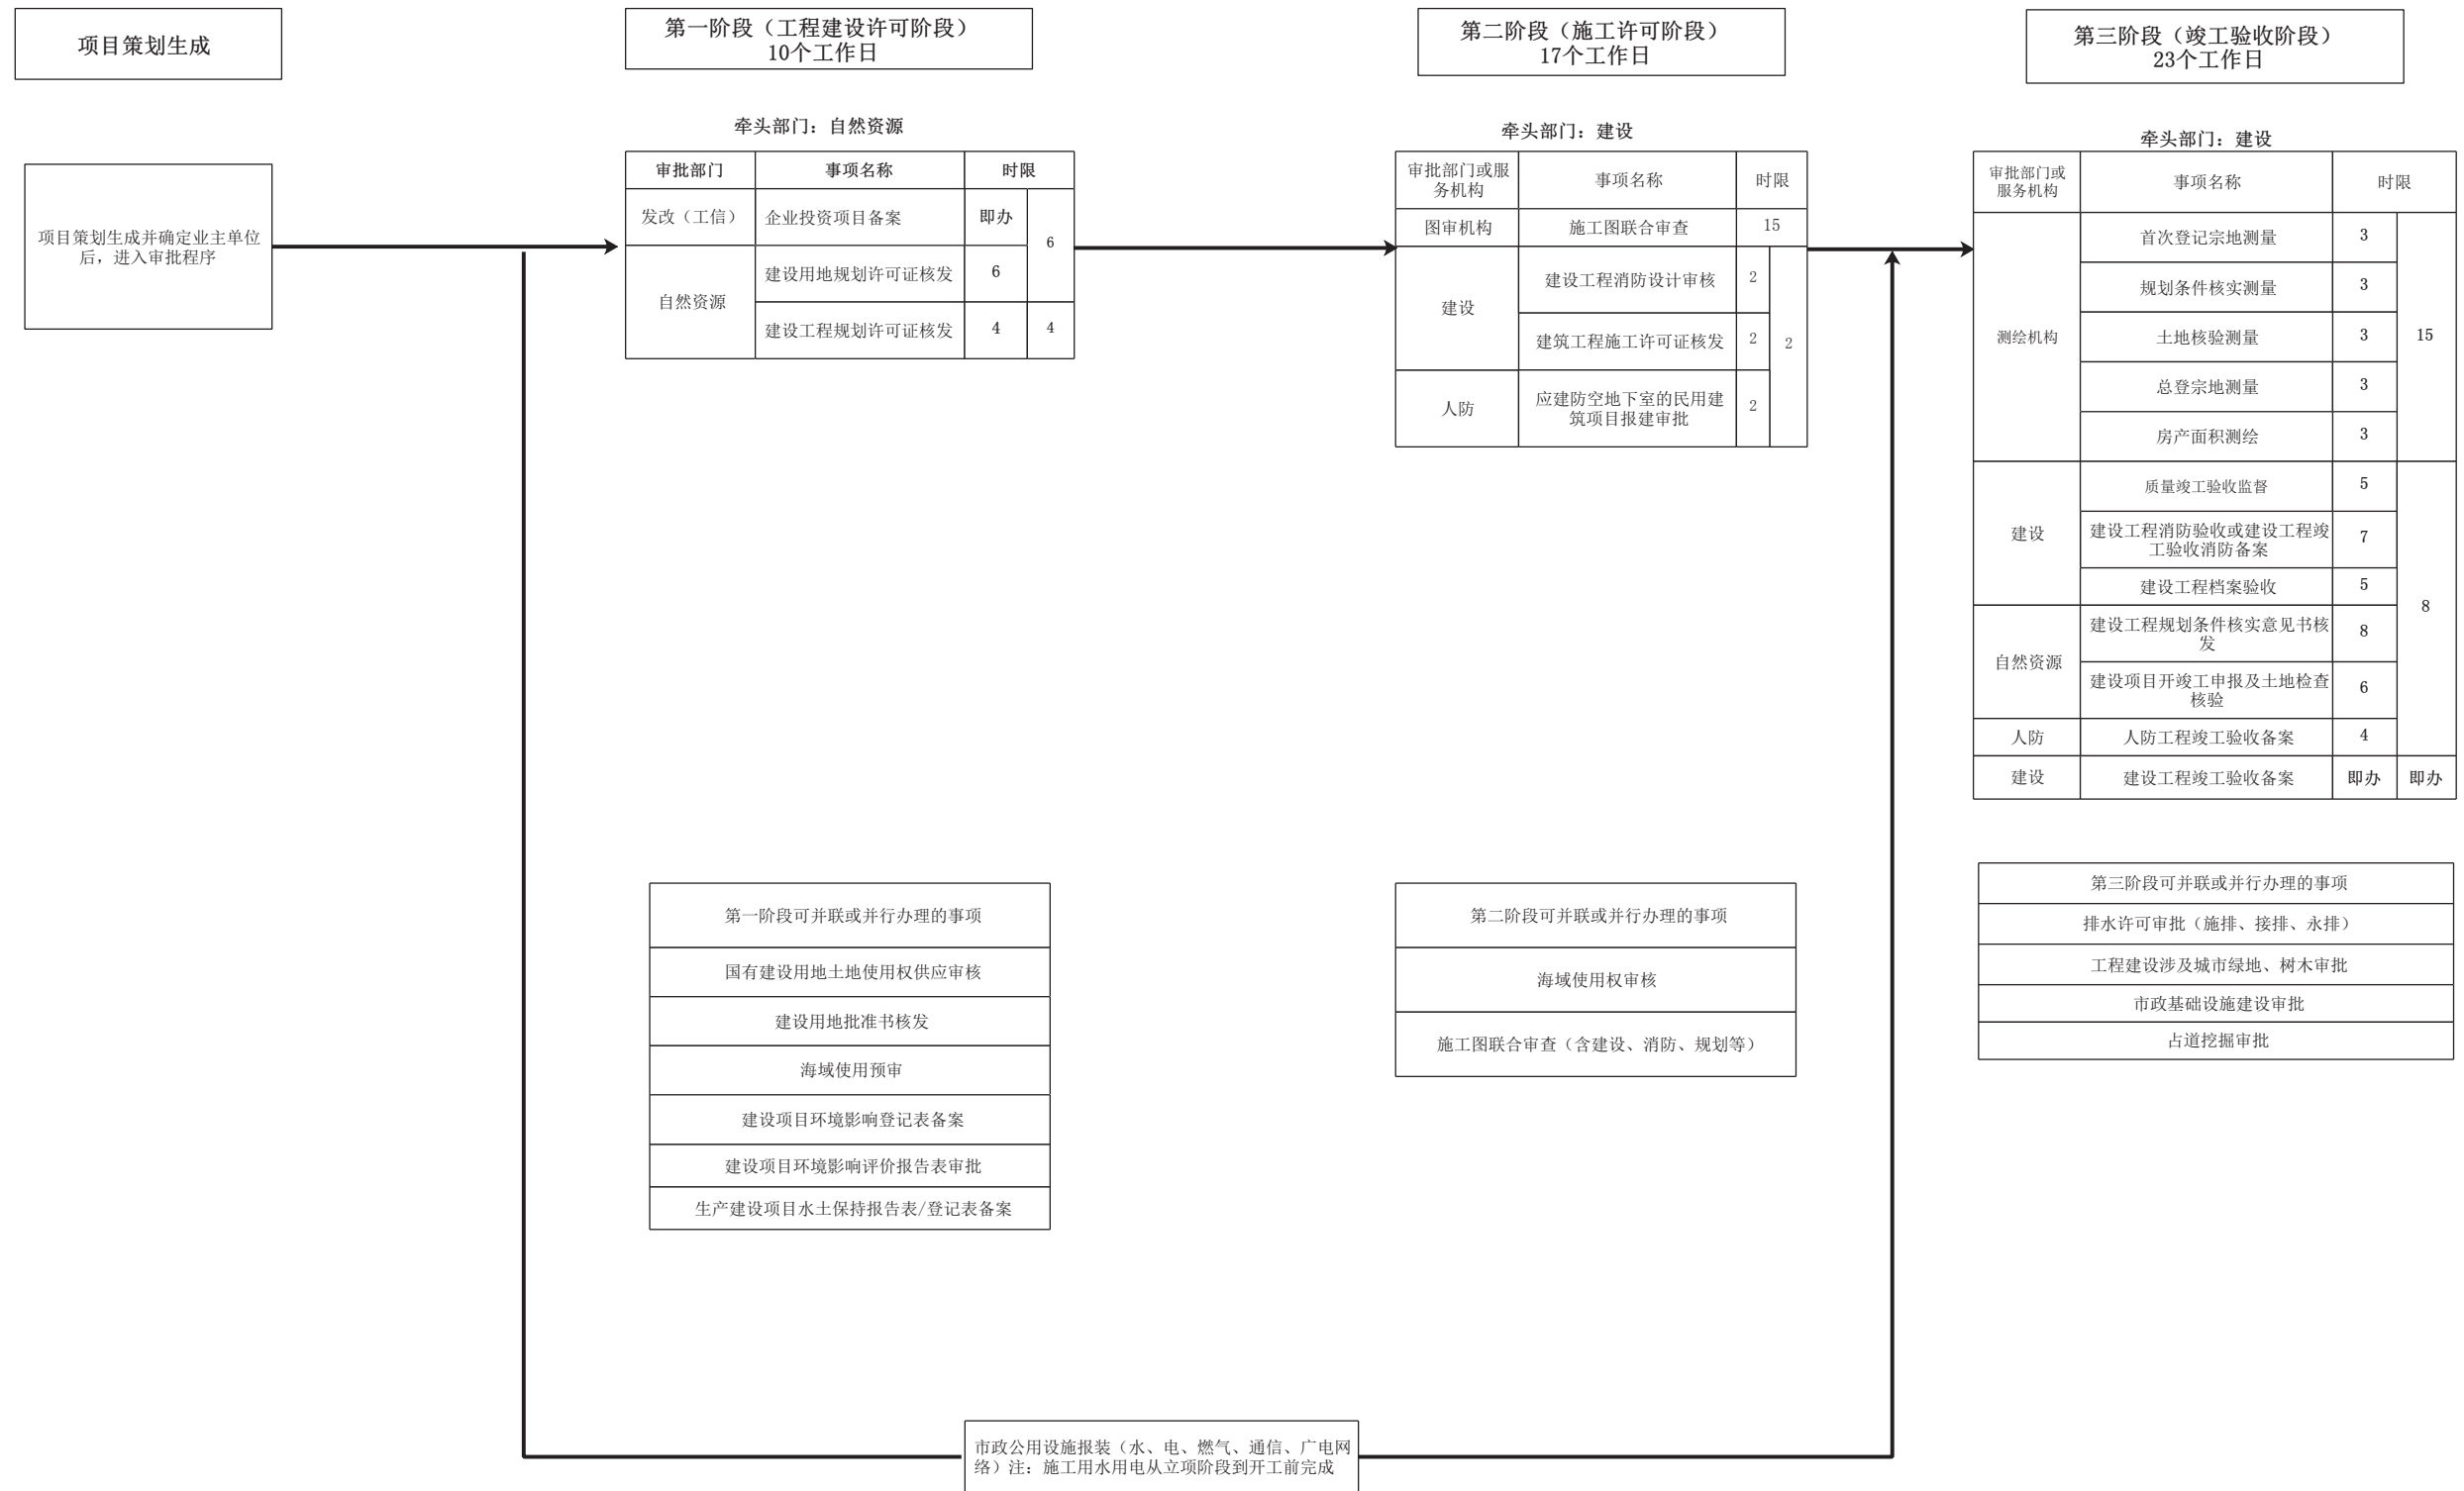 项目策划生成
项目策划生成并确定业主单位
后，进入审批程序
第一阶段（工程建设许可阶段）
10个工作日
牵头部门：自然资源
审批部门 事项名称 时限
发改（工信） 企业投资项目备案 即办
6
自然资源
建设用地规划许可证核发 6
建设工程规划许可证核发 4 4
第一阶段可并联或并行办理的事项
国有建设用地土地使用权供应审核
建设用地批准书核发
海域使用预审
建设项目环境影响登记表备案
建设项目环境影响评价报告表审批
生产建设项目水土保持报告表/登记表备案
第二阶段（施工许可阶段）
17个工作日
牵头部门：建设
审批部门或服
务机构
事项名称 时限
图审机构 施工图联合审查 15
建设
建设工程消防设计审核 2
建筑工程施工许可证核发 2
2
人防
应建防空地下室的民用建
筑项目报建审批
2
第二阶段可并联或并行办理的事项
海域使用权审核
施工图联合审查（含建设、消防、规划等）
第三阶段（竣工验收阶段）
23个工作日
牵头部门：建设
审批部门或
服务机构
事项名称 时限
测绘机构
首次登记宗地测量 3
规划条件核实测量 3
土地核验测量 3
15
总登宗地测量 3
房产面积测绘 3
建设
质量竣工验收监督 5
建设工程消防验收或建设工程竣
工验收消防备案
7
建设工程档案验收 5
8
自然资源
建设工程规划条件核实意见书核
发
8
建设项目开竣工申报及土地检查
核验
6
人防 人防工程竣工验收备案 4
建设 建设工程竣工验收备案 即办 即办
第三阶段可并联或并行办理的事项
排水许可审批（施排、接排、永排）
工程建设涉及城市绿地、树木审批
市政基础设施建设审批
占道挖掘审批
市政公用设施报装（水、电、燃气、通信、广电网
络）注：施工用水用电从立项阶段到开工前完成